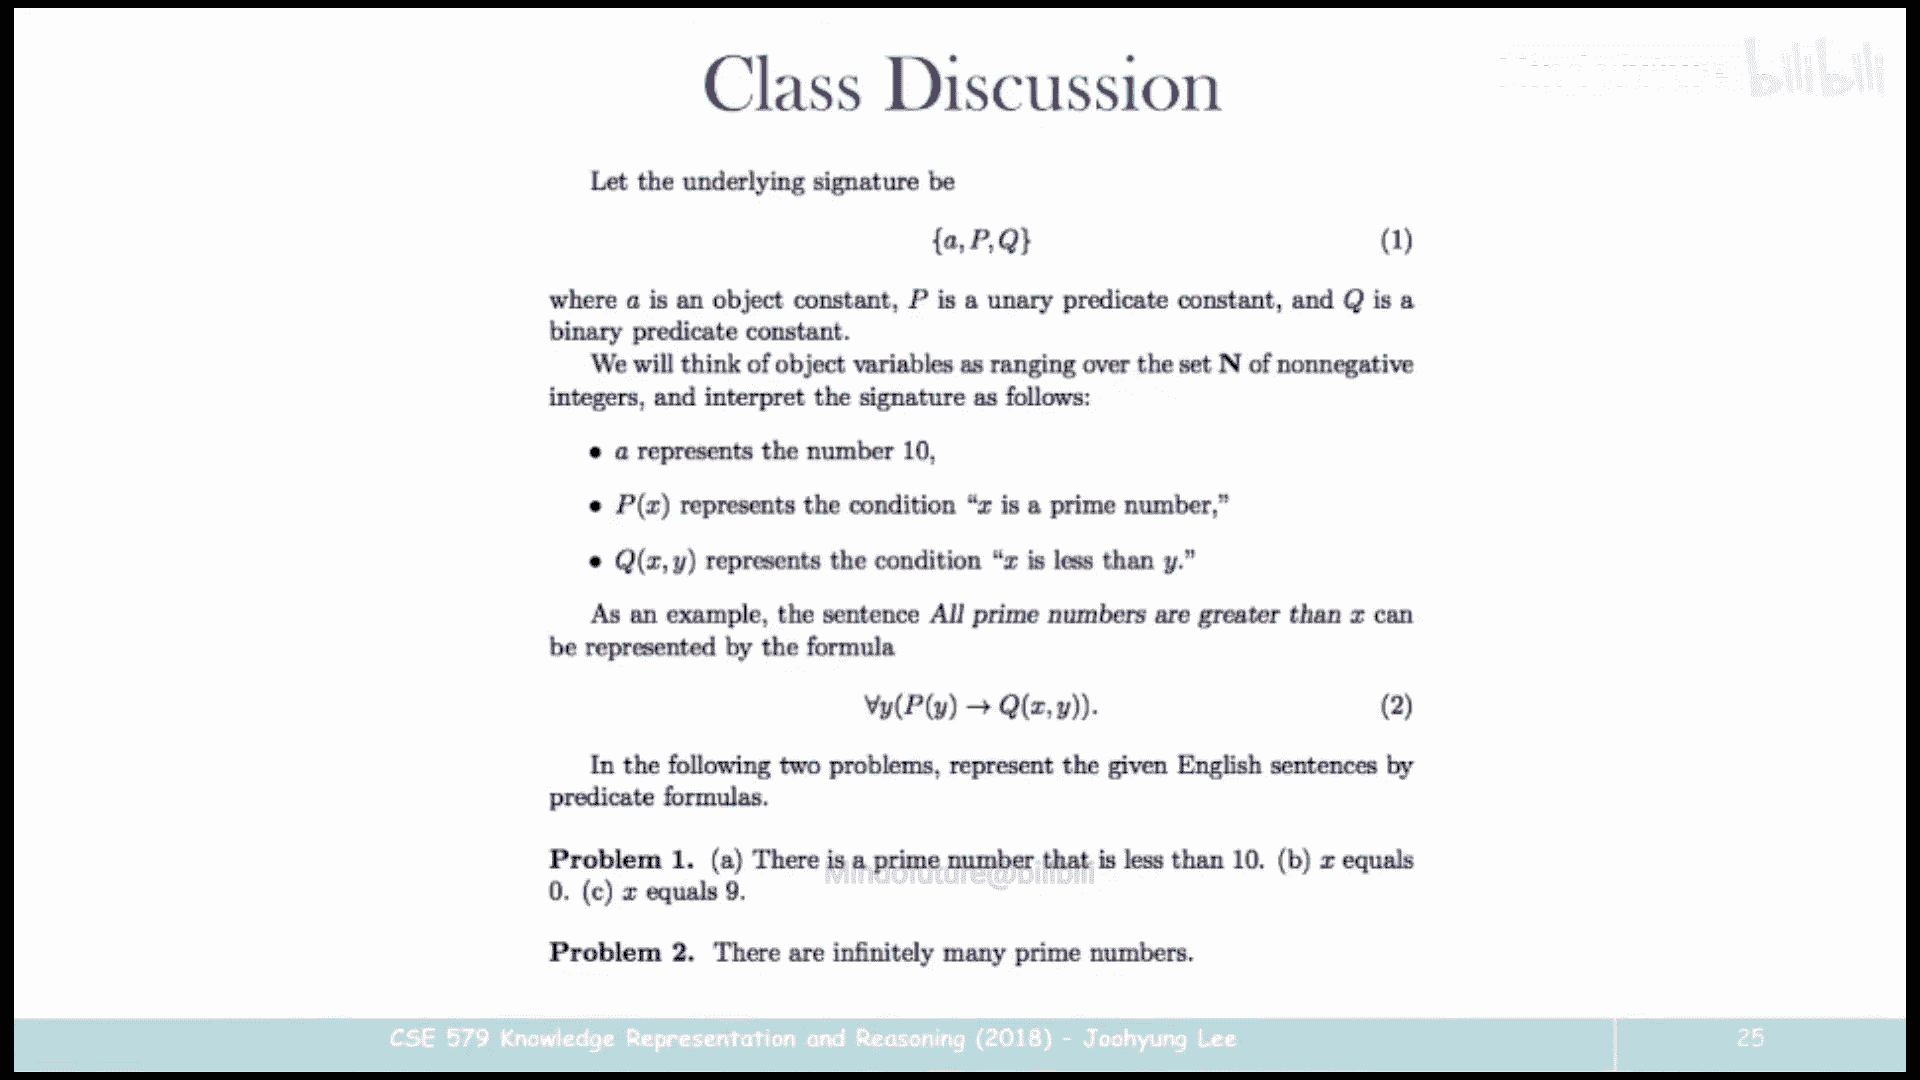 Class Discussion
bilibili
Let the underlying signature be
{a, P, Q} (1)
where a is an object constant, P is a unary predicate constant, and Q is a
binary predicate constant.
We will think of object variables as ranging over the set N of nonnegative
integers, and interpret the signature as follows:
• a represents the number 10,
• P(x) represents the condition “x is a prime number,”
• Q(x, y) represents the condition “x is less than y.”
As an example, the sentence All prime numbers are greater than x can
be represented by the formula
∀y(P(y) → Q(x, y)). (2)
In the following two problems, represent the given English sentences by
predicate formulas.
Problem 1. (a) There is a prime number that is less than 10. (b) x equals
0. (c) x equals 9.
Problem 2. There are infinitely many prime numbers.
CSE 579 Knowledge Representation and Reasoning (2018) - Joohyung Lee 25